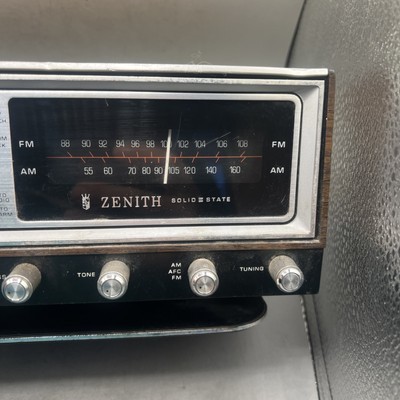 FM 88 90 92 94 96 98 100 102 104 106 108 FM
AM 55 60 70 80 90 105 120 140 160 AM
ZENITH SOLID STATE
TONE
AM
AFC
FM
TUNING